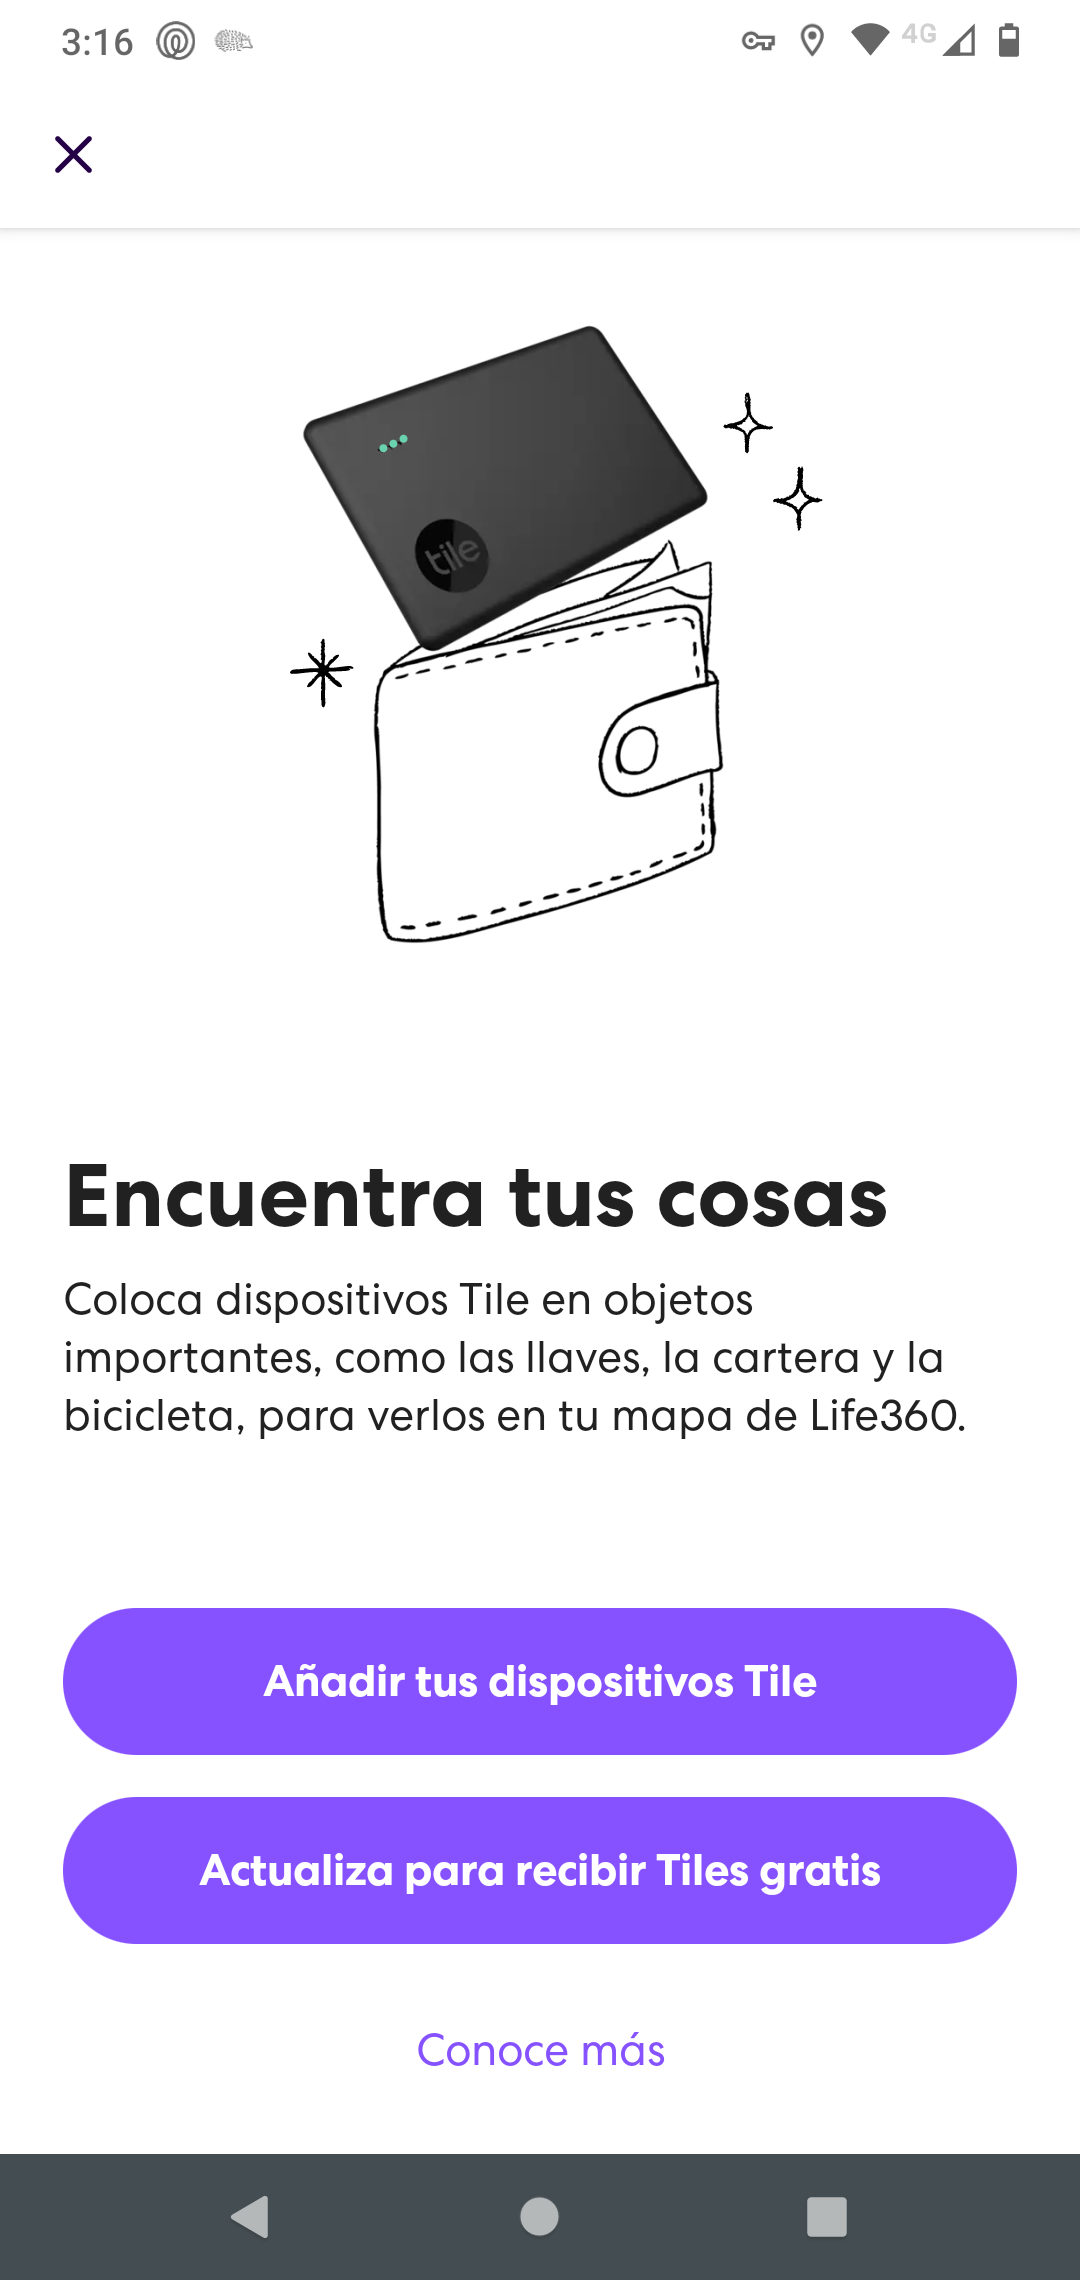 3:16
4G
tile
Encuentra tus cosas
Coloca dispositivos Tile en objetos
importantes, como las llaves, la cartera y la
bicicleta, para verlos en tu mapa de Life360.
Añadir tus dispositivos Tile
Actualiza para recibir Tiles gratis
Conoce más